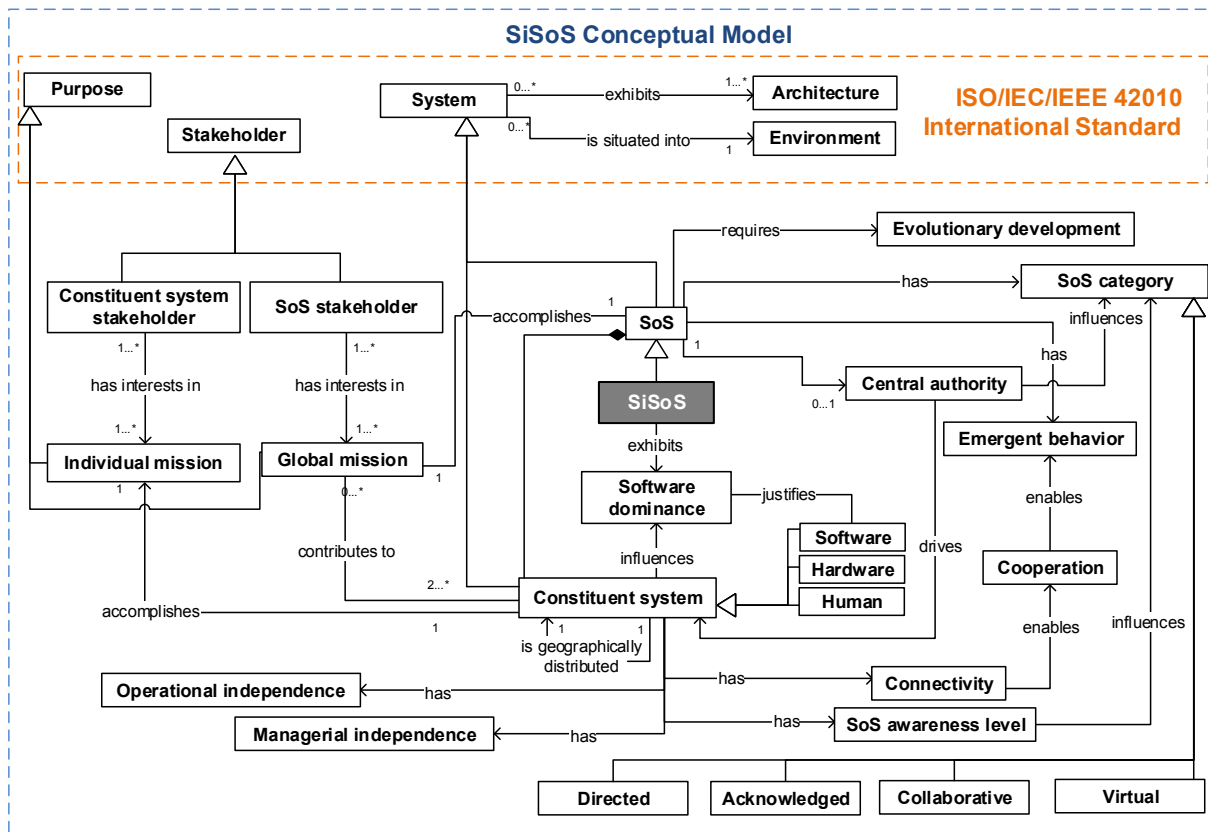 SiSoS Conceptual Model
Purpose
System
0...*
exhibits
1...*
Architecture
ISO/IEC/IEEE 42010
International Standard
Stakeholder
0...*
is situated into
1
Environment
requires
Evolutionary development
has
SoS category
Constituent system
stakeholder
SoS stakeholder
accomplishes
1
SoS
1
influences
has
1...*
1...*
Central authority
0...1
has interests in
has interests in
SiSoS
1...*
1...*
exhibits
Emergent behavior
Individual mission
Global mission
1
1
0...*
Software
dominance
justifies
enables
Software
contributes to
influences
drives
Hardware
Cooperation
2...*
Constituent system
Human
accomplishes
1
1
1
is geographically
distributed
enables
influences
Operational independence
has
has
Connectivity
Managerial independence
has
has
SoS awareness level
Directed
Acknowledged
Collaborative
Virtual